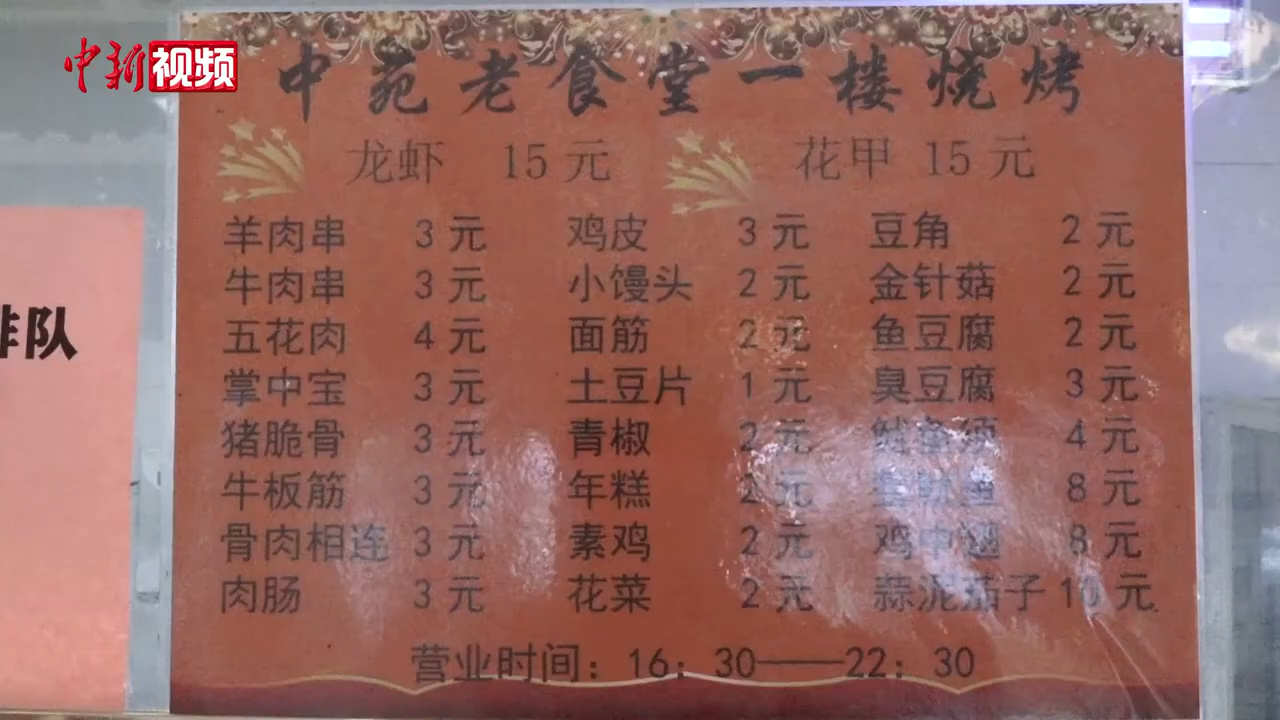 中新视频
中苑老食堂一楼烧烤
龙虾 15元 花甲 15元
羊肉串 3元 鸡皮 3元 豆角 2元
牛肉串 3元 小馒头 2元 金针菇 2元
五花肉 4元 面筋 2元 鱼豆腐 2元
掌中宝 3元 土豆片 1元 臭豆腐 3元
猪脆骨 3元 青椒 2元 鱿鱼须 4元
牛板筋 3元 年糕 2元 8元
骨肉相连 3元 素鸡 2元 鸡中翅 8元
肉肠 3元 花菜 2元 蒜泥茄子 10元
营业时间：16：30——22：30
排队